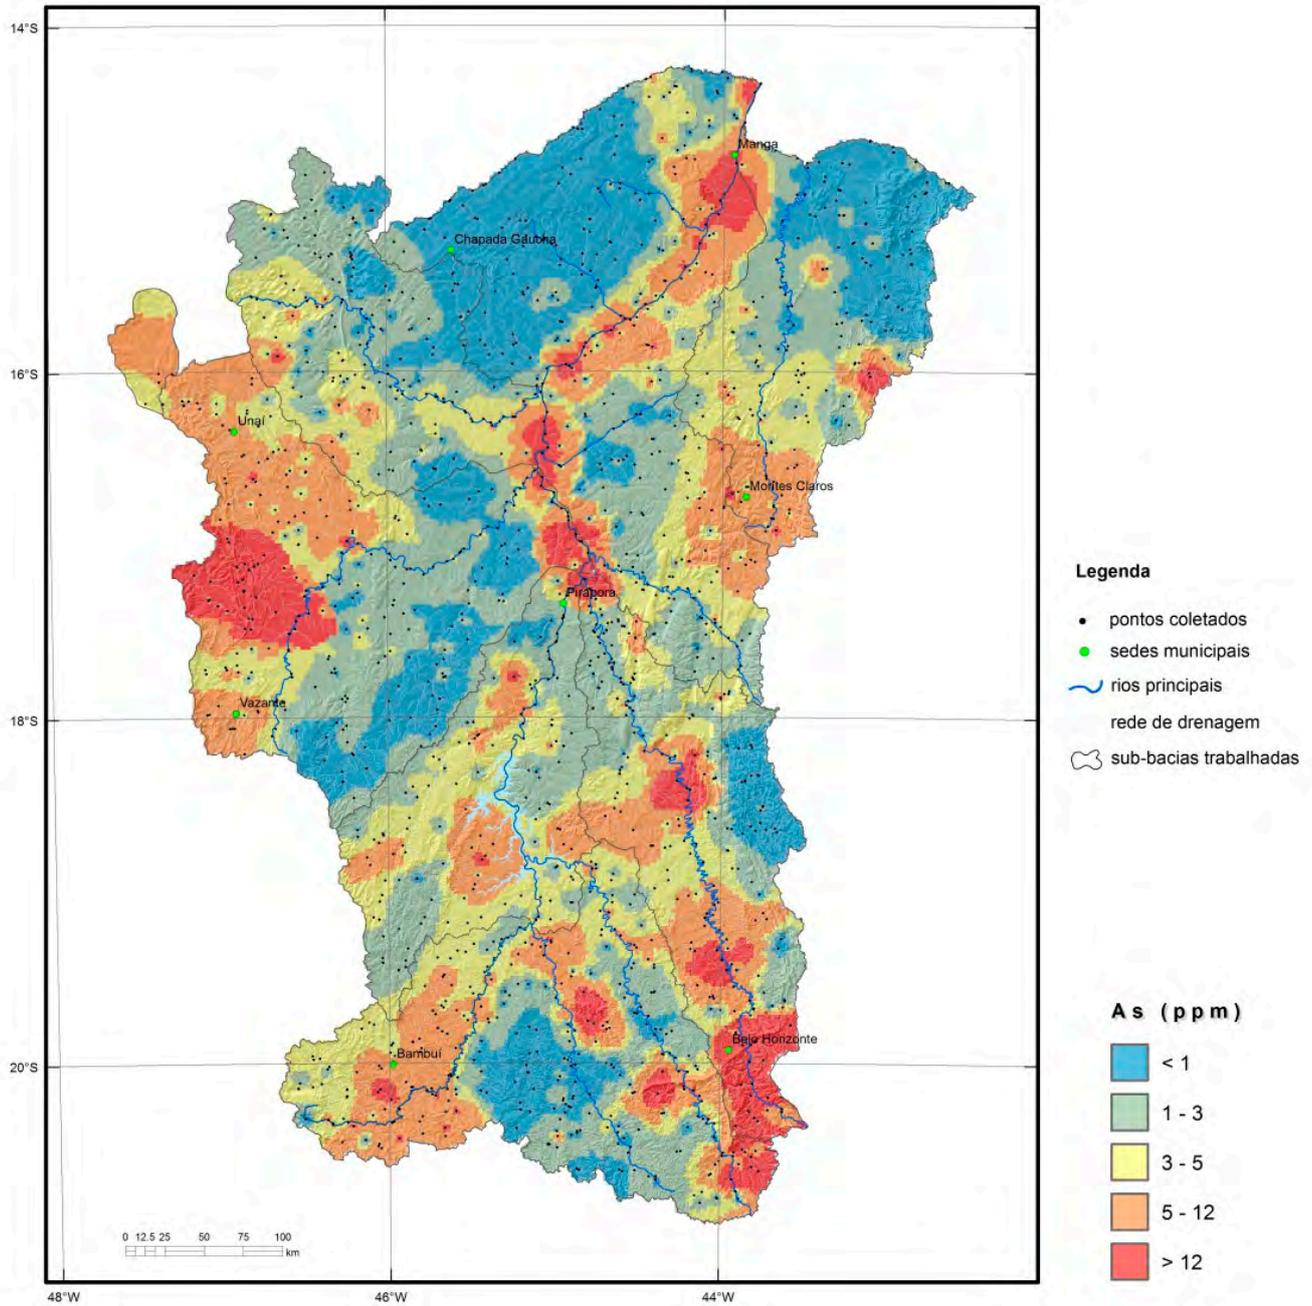 14°S
16°S
18°S
20°S
48°W
46°W
44°W
Manga
Chapada Gaúcha
Unaí
Montes Claros
Pirapora
Vazante
Bambuí
Belo Horizonte
0 12.5 25 50 75 100
km
Legenda
pontos coletados
sedes municipais
rios principais
rede de drenagem
sub-bacias trabalhadas
As (ppm)
< 1
1 - 3
3 - 5
5 - 12
> 12